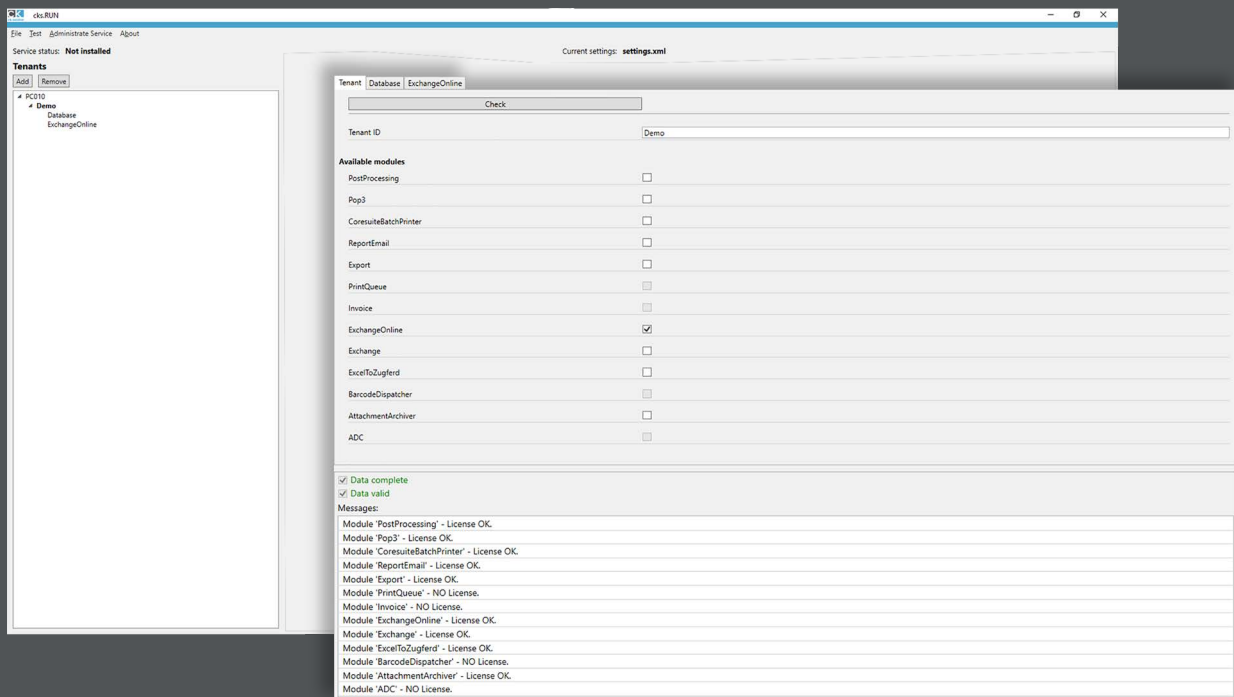 CK cks.RUN
File Test Administrate Service About
Service status: Not installed
Current settings: settings.xml
Tenants
Add Remove
PC010
Demo
Database
ExchangeOnline
Tenant Database ExchangeOnline
Check
Tenant ID Demo
Available modules
PostProcessing
Pop3
CoresuiteBatchPrinter
ReportEmail
Export
PrintQueue
Invoice
ExchangeOnline
Exchange
ExcelToZugferd
BarcodeDispatcher
AttachmentArchiver
ADC
Data complete
Data valid
Messages:
Module 'PostProcessing' - License OK.
Module 'Pop3' - License OK.
Module 'CoresuiteBatchPrinter' - License OK.
Module 'ReportEmail' - License OK.
Module 'Export' - License OK.
Module 'PrintQueue' - NO License.
Module 'Invoice' - NO License.
Module 'ExchangeOnline' - License OK.
Module 'Exchange' - License OK.
Module 'ExcelToZugferd' - License OK.
Module 'BarcodeDispatcher' - NO License.
Module 'AttachmentArchiver' - License OK.
Module 'ADC' - NO License.